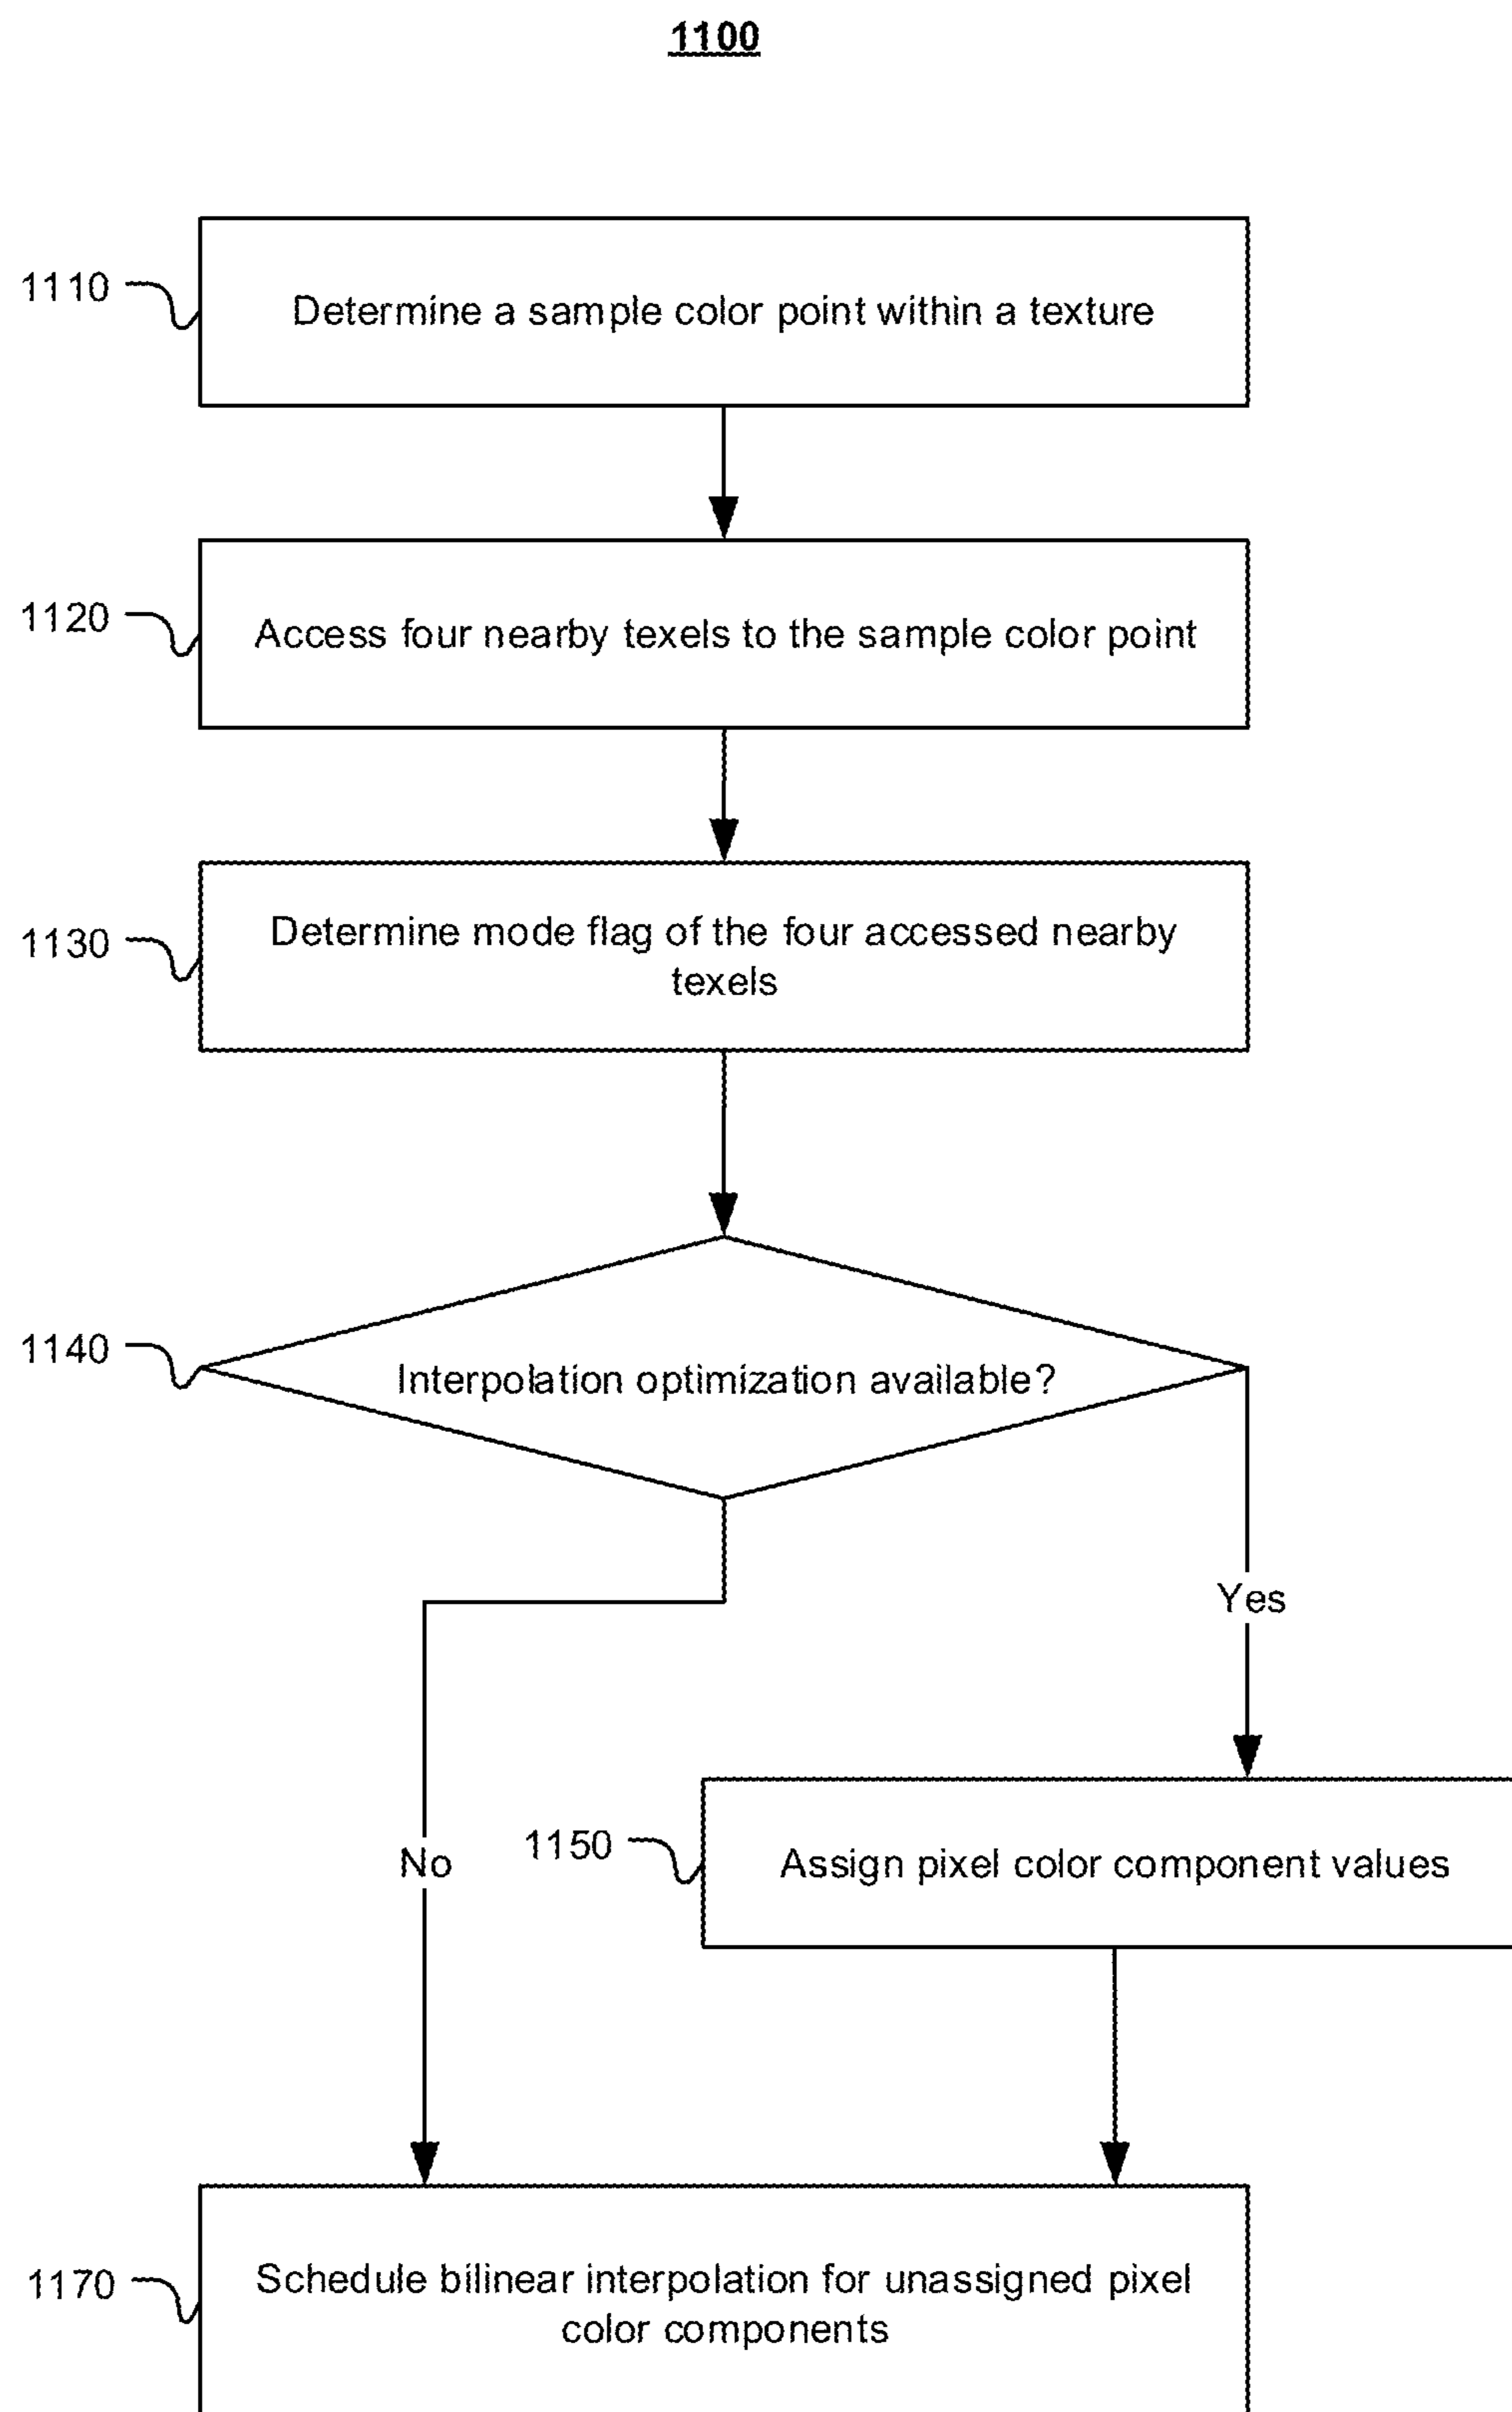 1100
1110
Determine a sample color point within a texture
1120
Access four nearby texels to the sample color point
1130
Determine mode flag of the four accessed nearby
texels
1140
Interpolation optimization available?
Yes
No
1150
Assign pixel color component values
1170
Schedule bilinear interpolation for unassigned pixel
color components